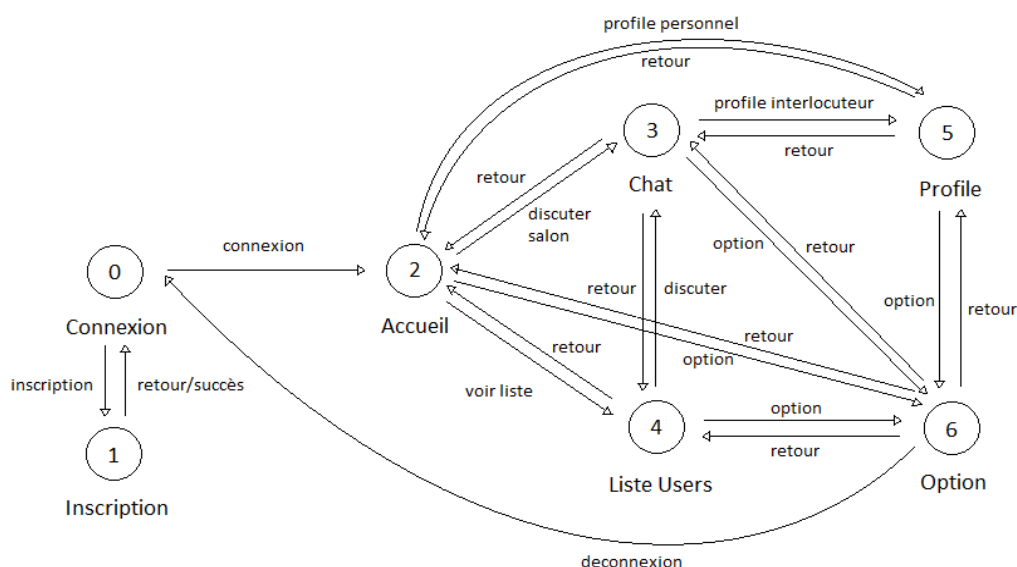 profile personnel
retour
3
profile interlocuteur
5
retour
retour
Chat
Profile
discuter
salon
connexion
option
retour
0
2
retour
discuter
option
retour
Connexion
Accueil
retour
retour
option
inscription
retour/succès
voir liste
option
4
6
1
retour
Liste Users
Option
Inscription
deconnexion